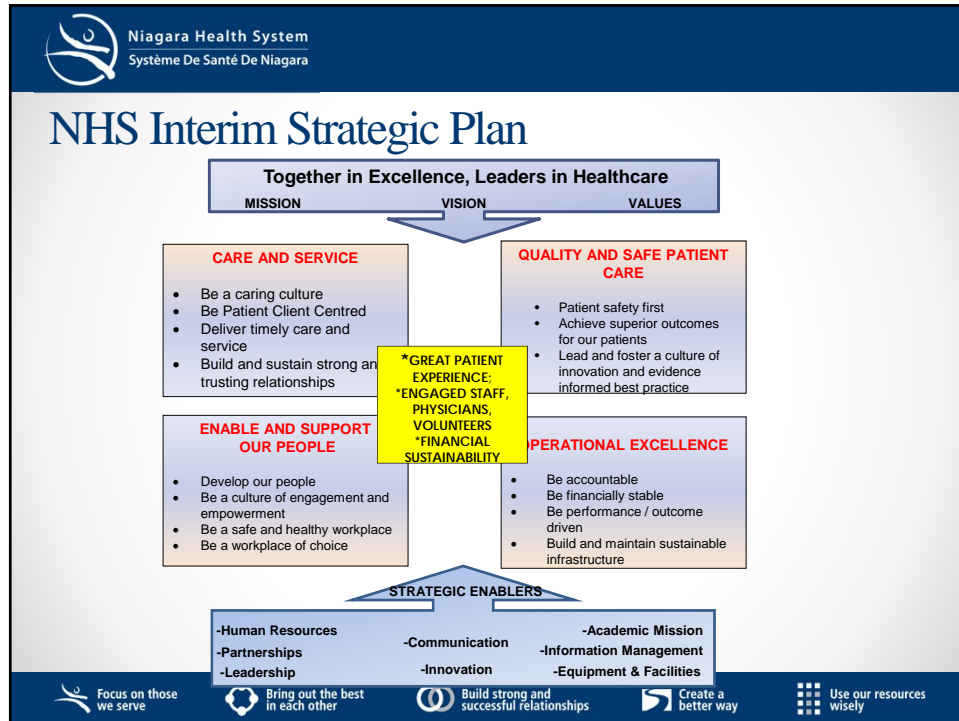 Niagara Health System
Système De Santé De Niagara
NHS Interim Strategic Plan
Together in Excellence, Leaders in Healthcare
MISSION VISION VALUES
CARE AND SERVICE
• Be a caring culture
• Be Patient Client Centred
• Deliver timely care and
service
• Build and sustain strong an
trusting relationships
QUALITY AND SAFE PATIENT
CARE
• Patient safety first
• Achieve superior outcomes
for our patients
• Lead and foster a culture of
innovation and evidence
informed best practice
*GREAT PATIENT
EXPERIENCE;
*ENGAGED STAFF,
PHYSICIANS,
VOLUNTEERS
*FINANCIAL
SUSTAINABILITY
ENABLE AND SUPPORT
OUR PEOPLE
• Develop our people
• Be a culture of engagement and
empowerment
• Be a safe and healthy workplace
• Be a workplace of choice
OPERATIONAL EXCELLENCE
• Be accountable
• Be financially stable
• Be performance / outcome
driven
• Build and maintain sustainable
infrastructure
STRATEGIC ENABLERS
-Human Resources
-Partnerships
-Leadership
-Communication
-Innovation
-Academic Mission
-Information Management
-Equipment & Facilities
Focus on those
we serve
Bring out the best
in each other
Build strong and
successful relationships
Create a
better way
Use our resources
wisely